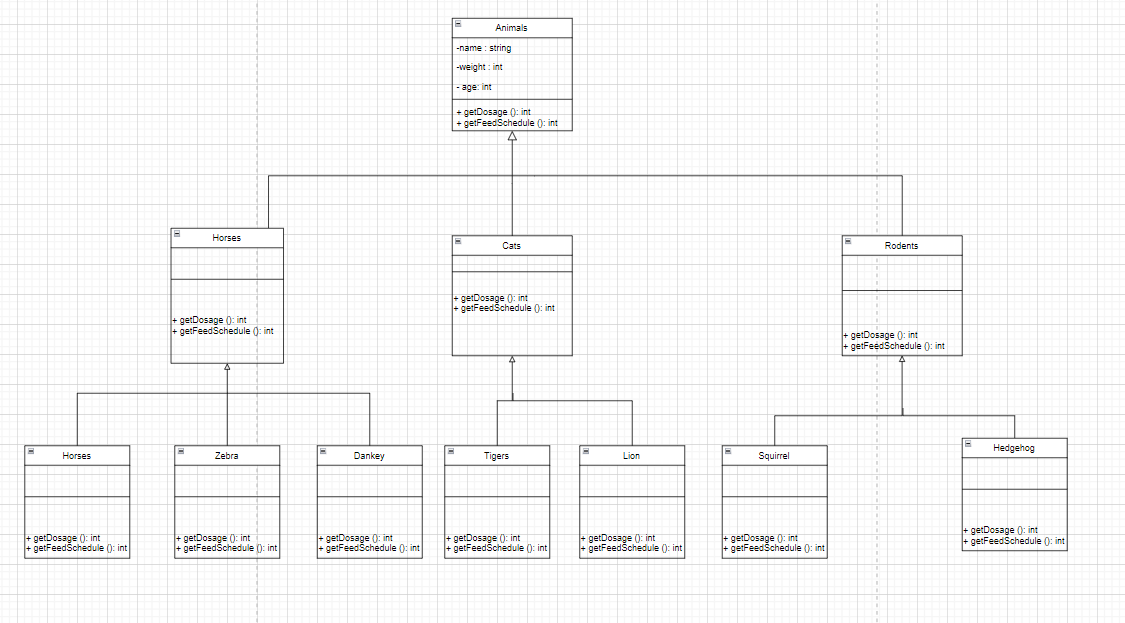 Animals
-name : string
-weight : int
- age: int
+ getDosage (): int
+ getFeedSchedule (): int
Horses
+ getDosage (): int
+ getFeedSchedule (): int
Cats
+ getDosage (): int
+ getFeedSchedule (): int
Rodents
+ getDosage (): int
+ getFeedSchedule (): int
Horses
+ getDosage (): int
+ getFeedSchedule (): int
Zebra
+ getDosage (): int
+ getFeedSchedule (): int
Dankey
+ getDosage (): int
+ getFeedSchedule (): int
Tigers
+ getDosage (): int
+ getFeedSchedule (): int
Lion
+ getDosage (): int
+ getFeedSchedule (): int
Squirrel
+ getDosage (): int
+ getFeedSchedule (): int
Hedgehog
+ getDosage (): int
+ getFeedSchedule (): int